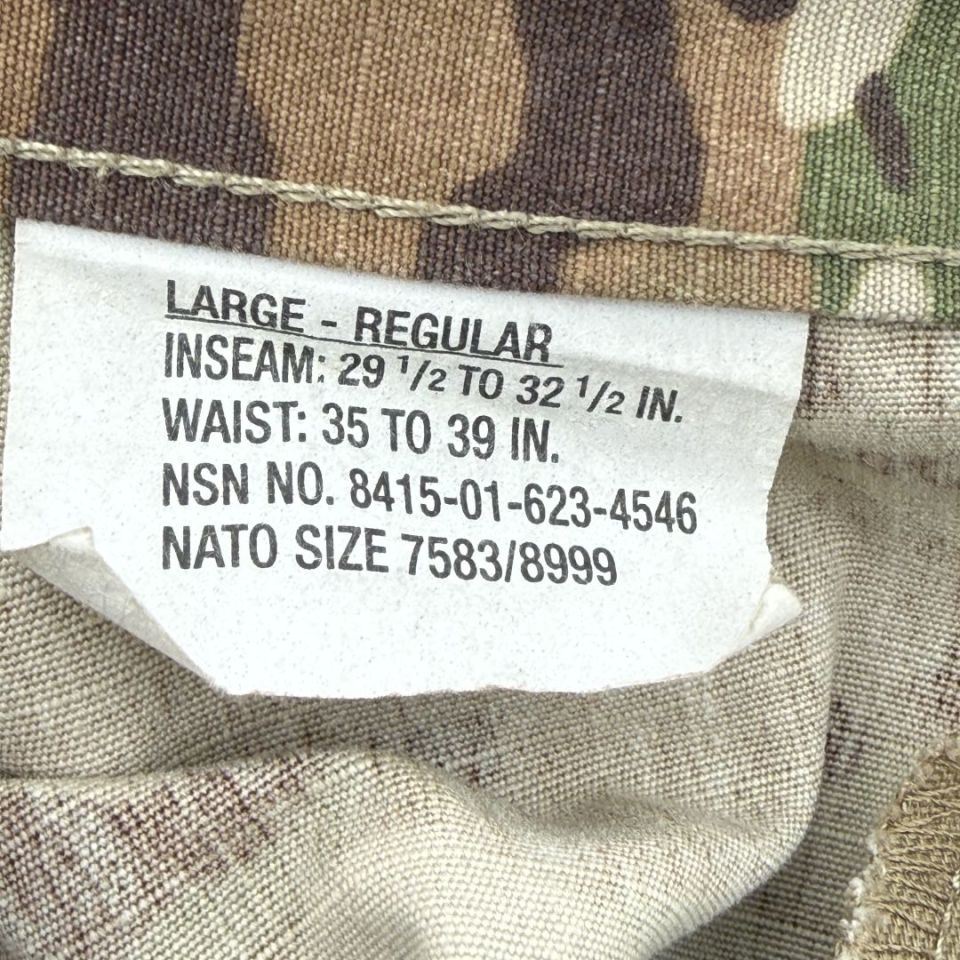 LARGE - REGULAR
INSEAM: 29 1/2 TO 32 1/2 IN.
WAIST: 35 TO 39 IN.
NSN NO. 8415-01-623-4546
NATO SIZE 7583/8999